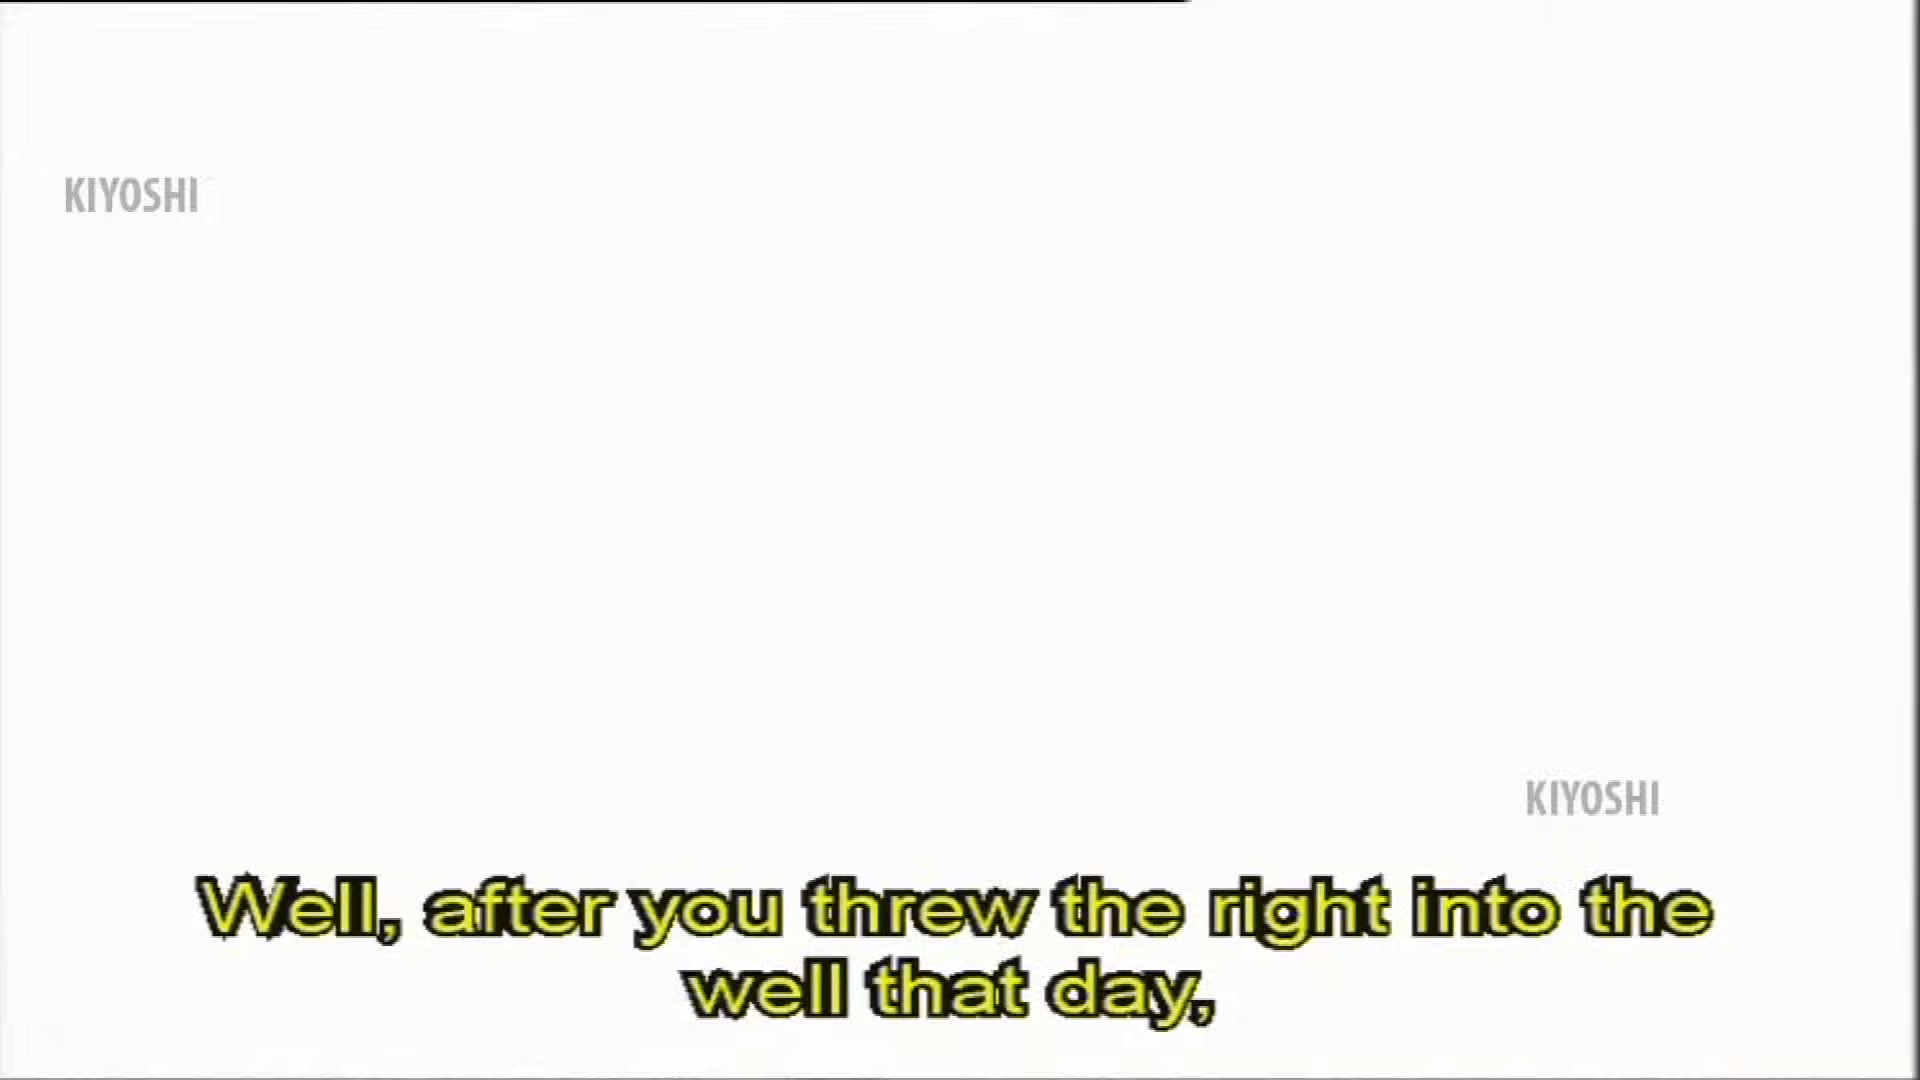 KIYOSHI
KIYOSHI
Well, after you threw the right into the
well that day,